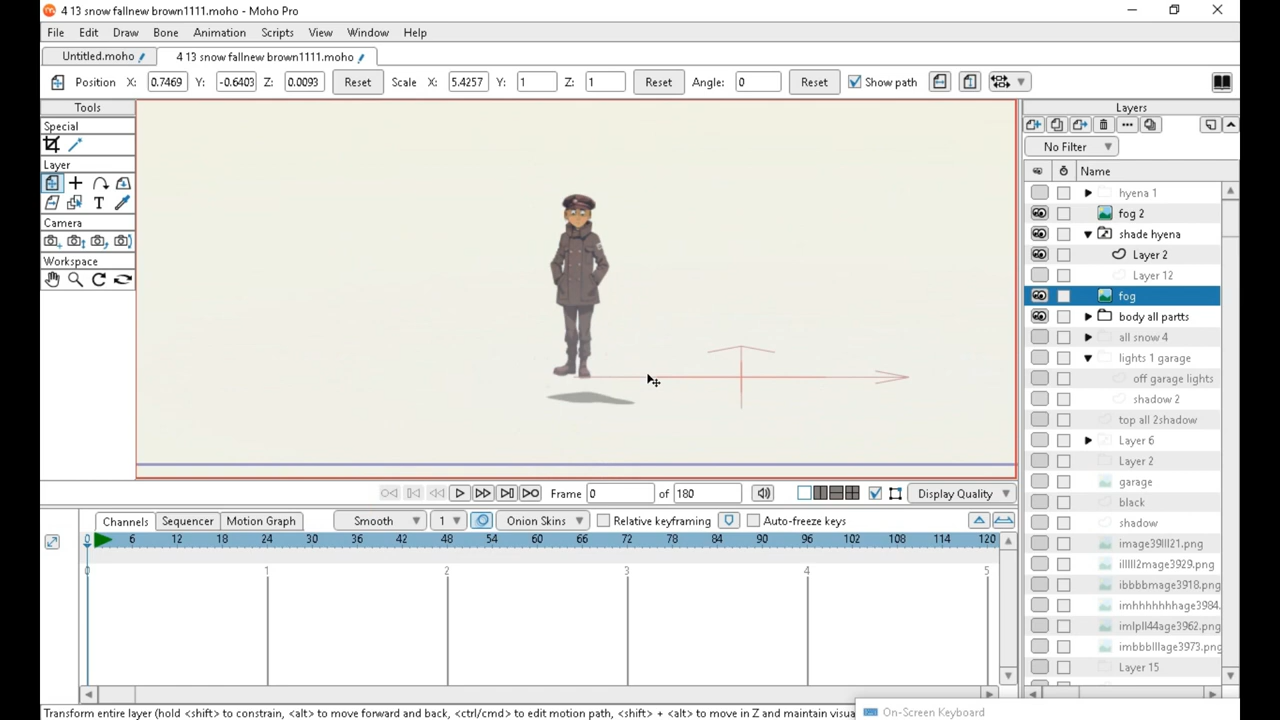 4 13 snow fallnew brown1111.moho - Moho Pro
File Edit Draw Bone Animation Scripts View Window Help
Untitled.moho 4 13 snow fallnew brown1111.moho
Position X: 0.7469 Y: -0.6403 Z: 0.0093 Reset Scale X: 5.4257 Y: 1 Z: 1 Reset Angle: 0 Reset Show path
Tools
Special
Layer
Camera
Workspace
Layers
No Filter
Name
hyena 1
fog 2
shade hyena
Layer 2
Layer 12
fog
body all partts
all snow 4
lights 1 garage
off garage lights
shadow 2
top all 2shadow
Layer 6
Layer 2
garage
black
shadow
image39lll21.png
illlll2mage3929.png
ibbbbmage3918.png
imhhhhhhage3984.
imlpll44age3962.png
imbbblllage3973.png
Layer 15
Frame 0 of 180 Display Quality
Channels Sequencer Motion Graph Smooth 1 Onion Skins Relative keyframing Auto-freeze keys
0 6 12 18 24 30 36 42 48 54 60 66 72 78 84 90 96 102 108 114 120
0 1 2 3 4 5
Transform entire layer (hold <shift> to constrain, <alt> to move forward and back, <ctrl/cmd> to edit motion path, <shift> + <alt> to move in Z and maintain visua
On-Screen Keyboard